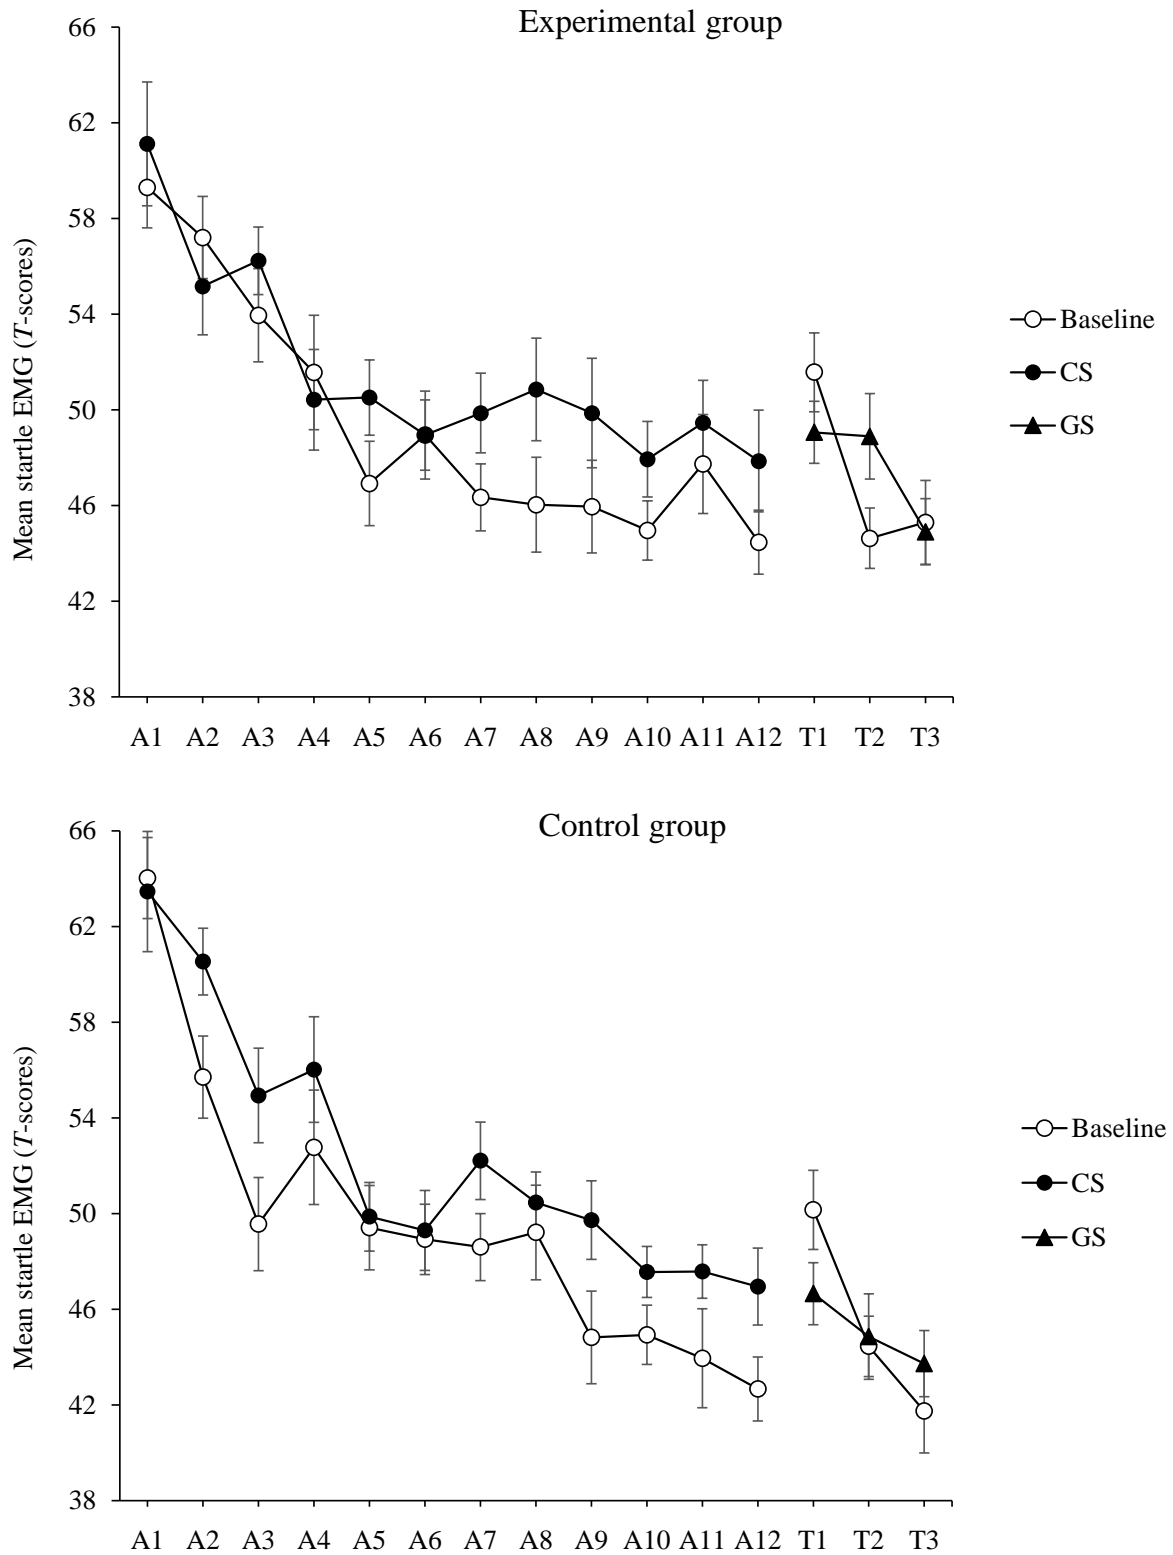 Experimental group
66
62
58
54
50
46
42
38
Mean startle EMG (T-scores)
A1 A2 A3 A4 A5 A6 A7 A8 A9 A10 A11 A12 T1 T2 T3
Baseline
CS
GS
Control group
66
62
58
54
50
46
42
38
Mean startle EMG (T-scores)
A1 A2 A3 A4 A5 A6 A7 A8 A9 A10 A11 A12 T1 T2 T3
Baseline
CS
GS